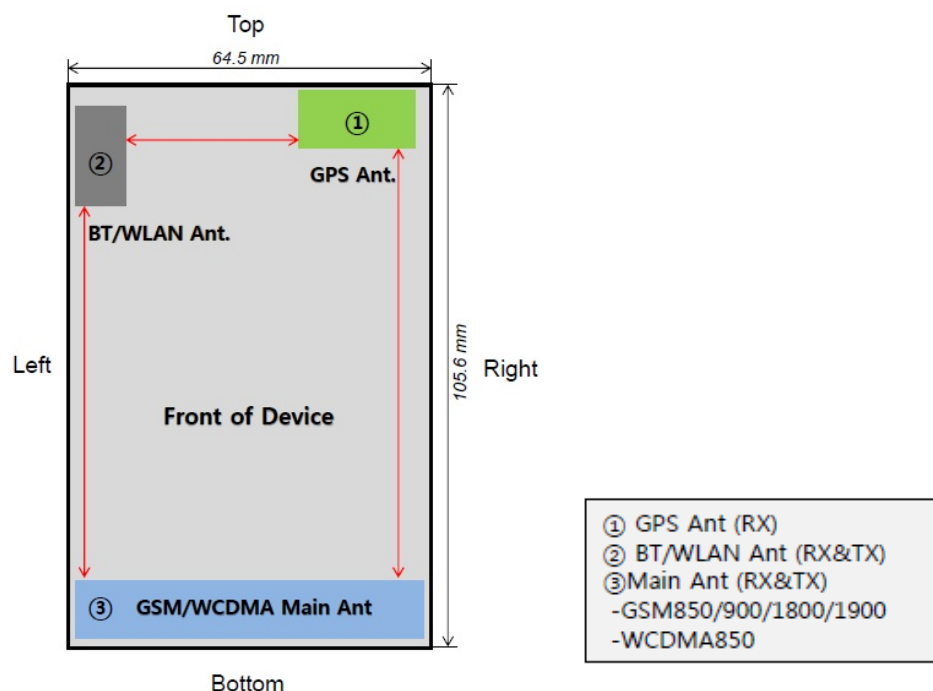 Top
64.5 mm
①
②
GPS Ant.
BT/WLAN Ant.
Left
105.6 mm
Right
Front of Device
③ GSM/WCDMA Main Ant
Bottom
① GPS Ant (RX)
② BT/WLAN Ant (RX&TX)
③Main Ant (RX&TX)
-GSM850/900/1800/1900
-WCDMA850